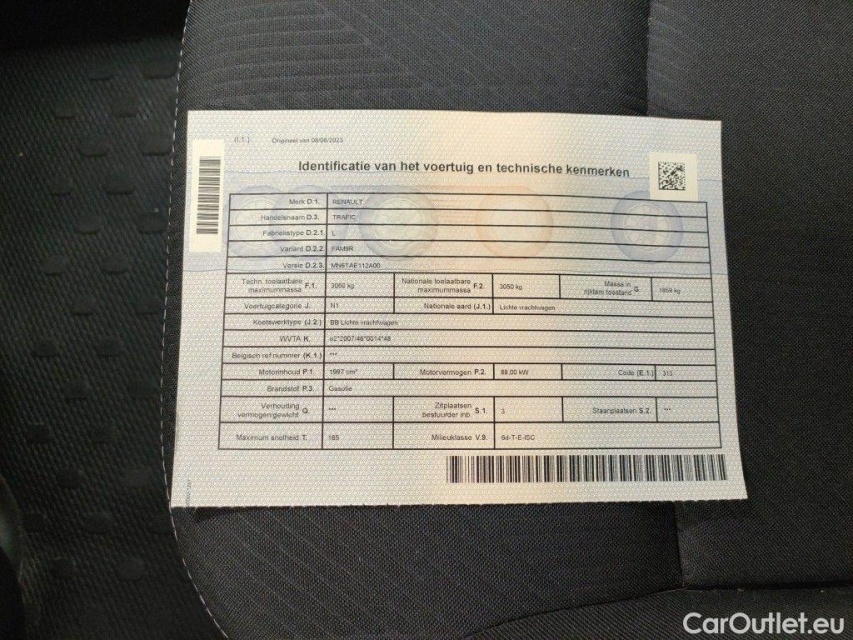 (I.1.) Origineel van 08/08/2023
Identificatie van het voertuig en technische kenmerken
Merk D.1. RENAULT
Handelsnaam D.3. TRAFIC
Fabriekstype D.2.1. L
Variant D.2.2. FAM9R
Versie D.2.3. MN6TAE112A00
Techn. toelaatbare maximummassa F.1. 3050 kg Nationale toelaatbare maximummassa F.2. 3050 kg Massa in rijklare toestand G. 1859 kg
Voertuigcategorie J. N1 Nationale aard (J.1.) Lichte vrachtwagen
Koetswerktype (J.2.) BB Lichte vrachtwagen
WVTA K. e2*2007/46*0014*48
Belgisch ref nummer (K.1.) ***
Motorinhoud P.1. 1997 cm³ Motorvermogen P.2. 88,00 kW Code (E.1.) 313
Brandstof P.3. Gasolie
Verhouding vermogen/gewicht Q. *** Zitplaatsen bestuurder inb. S.1. 3 Staanplaatsen S.2. ***
Maximum snelheid T. 165 Milieuklasse V.9. 6d-T-E-ISC
CarOutlet.eu